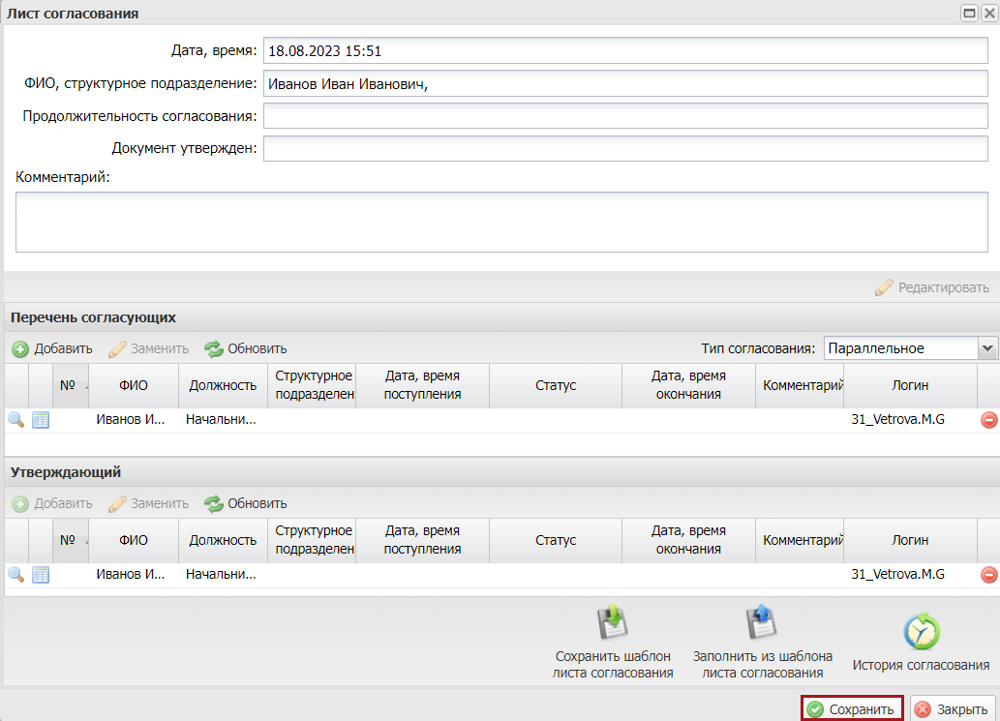 Лист согласования
Дата, время: 18.08.2023 15:51
ФИО, структурное подразделение: Иванов Иван Иванович,
Продолжительность согласования:
Документ утвержден:
Комментарий:
Редактировать
Перечень согласующих
Добавить Заменить Обновить Тип согласования: Параллельное
№ ФИО Должность Структурное подразделен Дата, время поступления Статус Дата, время окончания Комментарий Логин
Иванов И... Начальни... 31_Vetrova.M.G
Утверждающий
Добавить Заменить Обновить
№ ФИО Должность Структурное подразделен Дата, время поступления Статус Дата, время окончания Комментарий Логин
Иванов И... Начальни... 31_Vetrova.M.G
Сохранить шаблон листа согласования
Заполнить из шаблона листа согласования
История согласования
Сохранить Закрыть